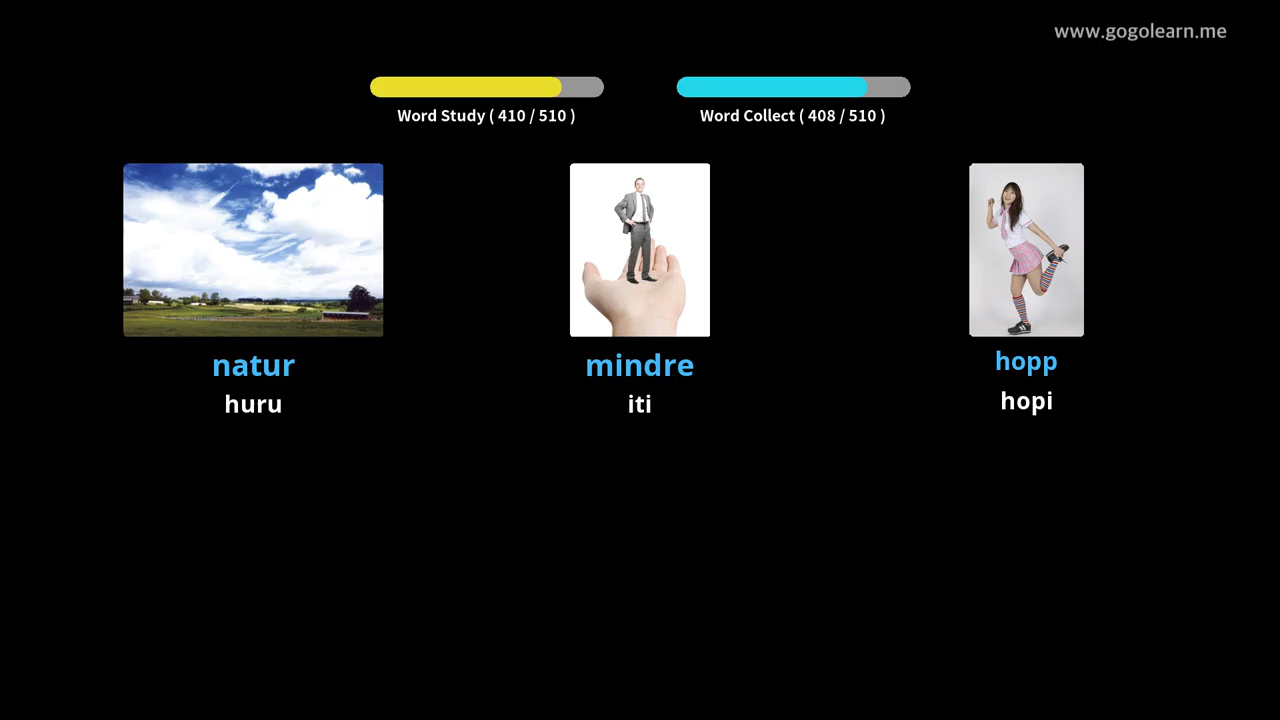 www.gogolearn.me
Word Study ( 410 / 510 )
Word Collect ( 408 / 510 )
natur
huru
mindre
iti
hopp
hopi